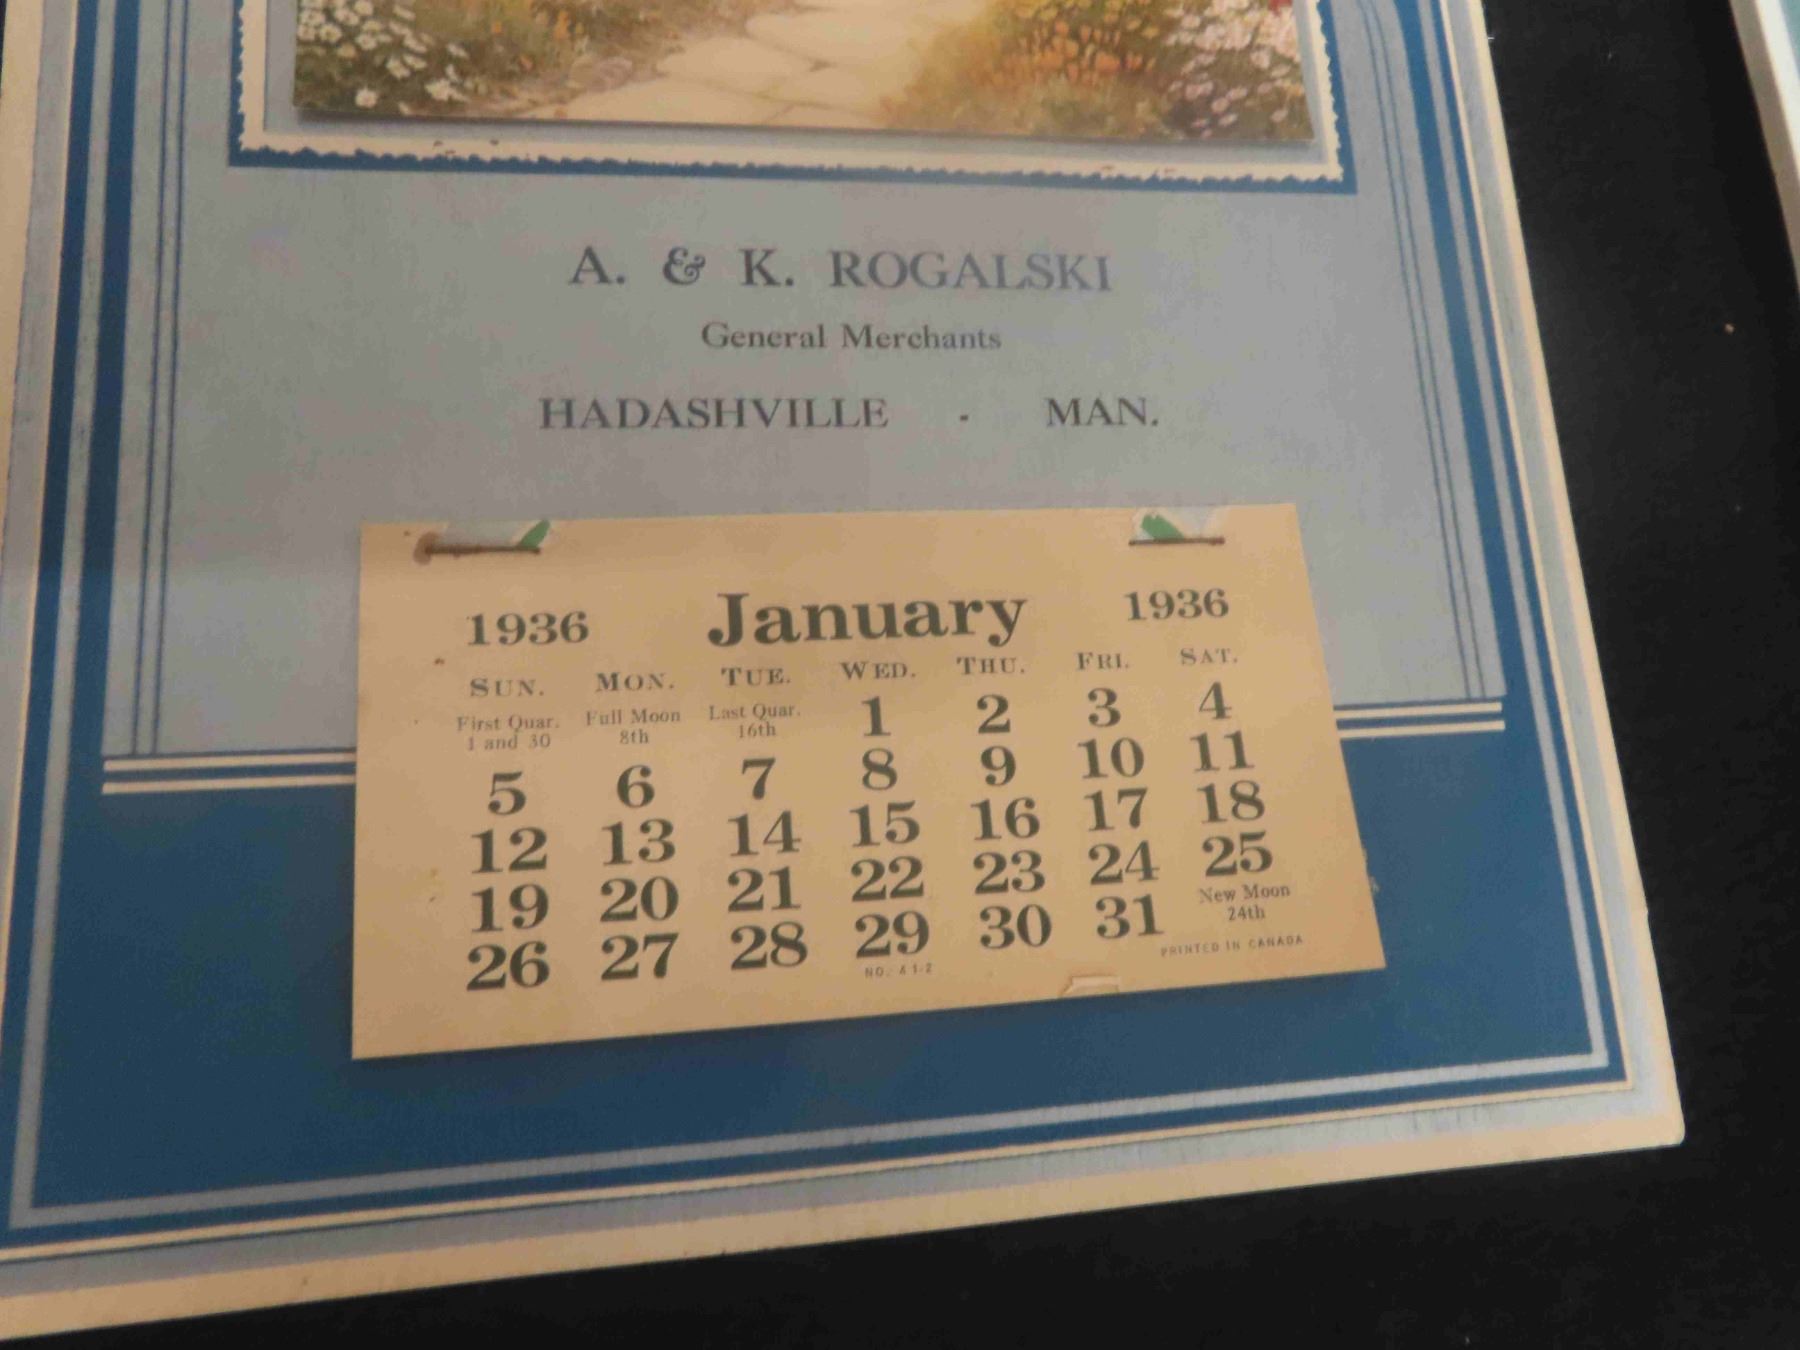 A. & K. ROGALSKI
General Merchants
HADASHVILLE - MAN.
1936 January 1936
SUN. MON. TUE. WED. THU. FRI. SAT.
First Quar. 1 and 30 Full Moon 8th Last Quar. 16th 1 2 3 4
5 6 7 8 9 10 11
12 13 14 15 16 17 18
19 20 21 22 23 24 25
26 27 28 29 30 31 New Moon 24th
NO. A 1-2 PRINTED IN CANADA